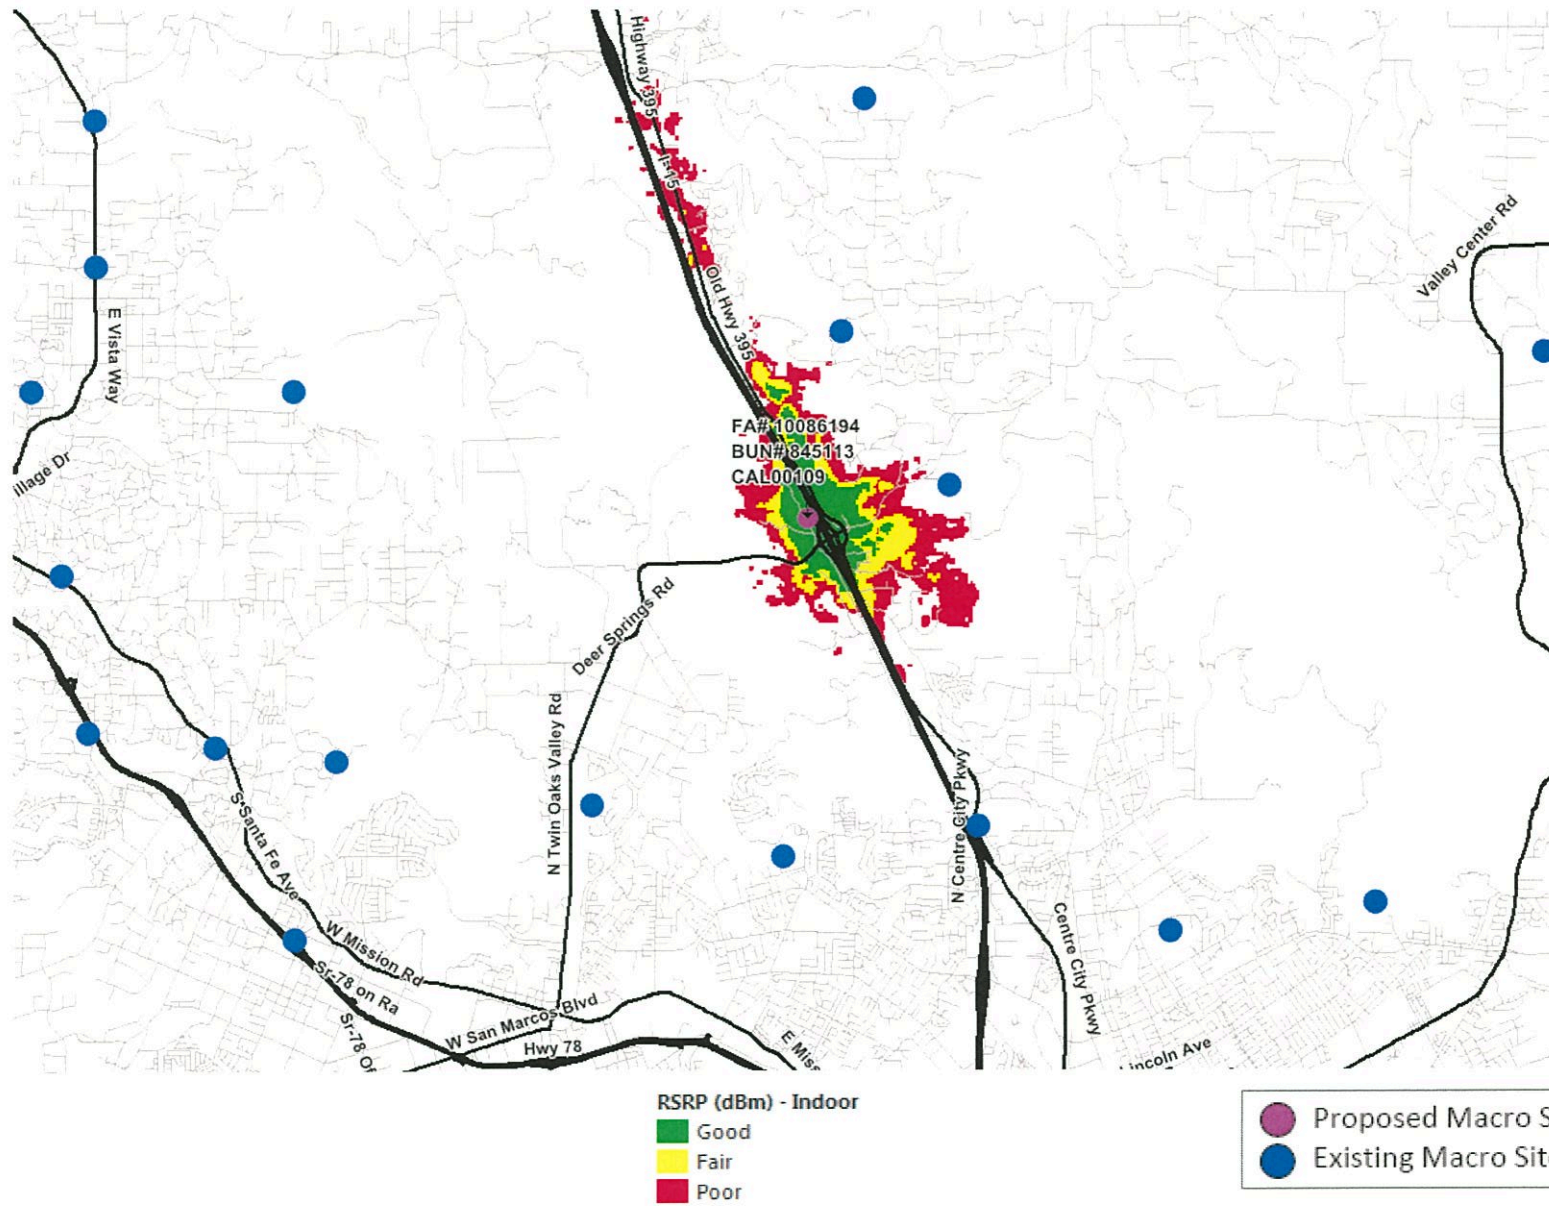 Highway 395
I-15
Old Hwy 395
Valley Center Rd
E Vista Way
FA# 10086194
BUN# 845113
CAL00109
illage Dr
Deer Springs Rd
N Twin Oaks Valley Rd
N Centre City Pkwy
S Santa Fe Ave
W Mission Rd
Sr-78 on Ra
Sr-78 Of
W San Marcos Blvd
Hwy 78
E Miss
Centre City Pkwy
Lincoln Ave
RSRP (dBm) - Indoor
Good
Fair
Poor
Proposed Macro S
Existing Macro Site